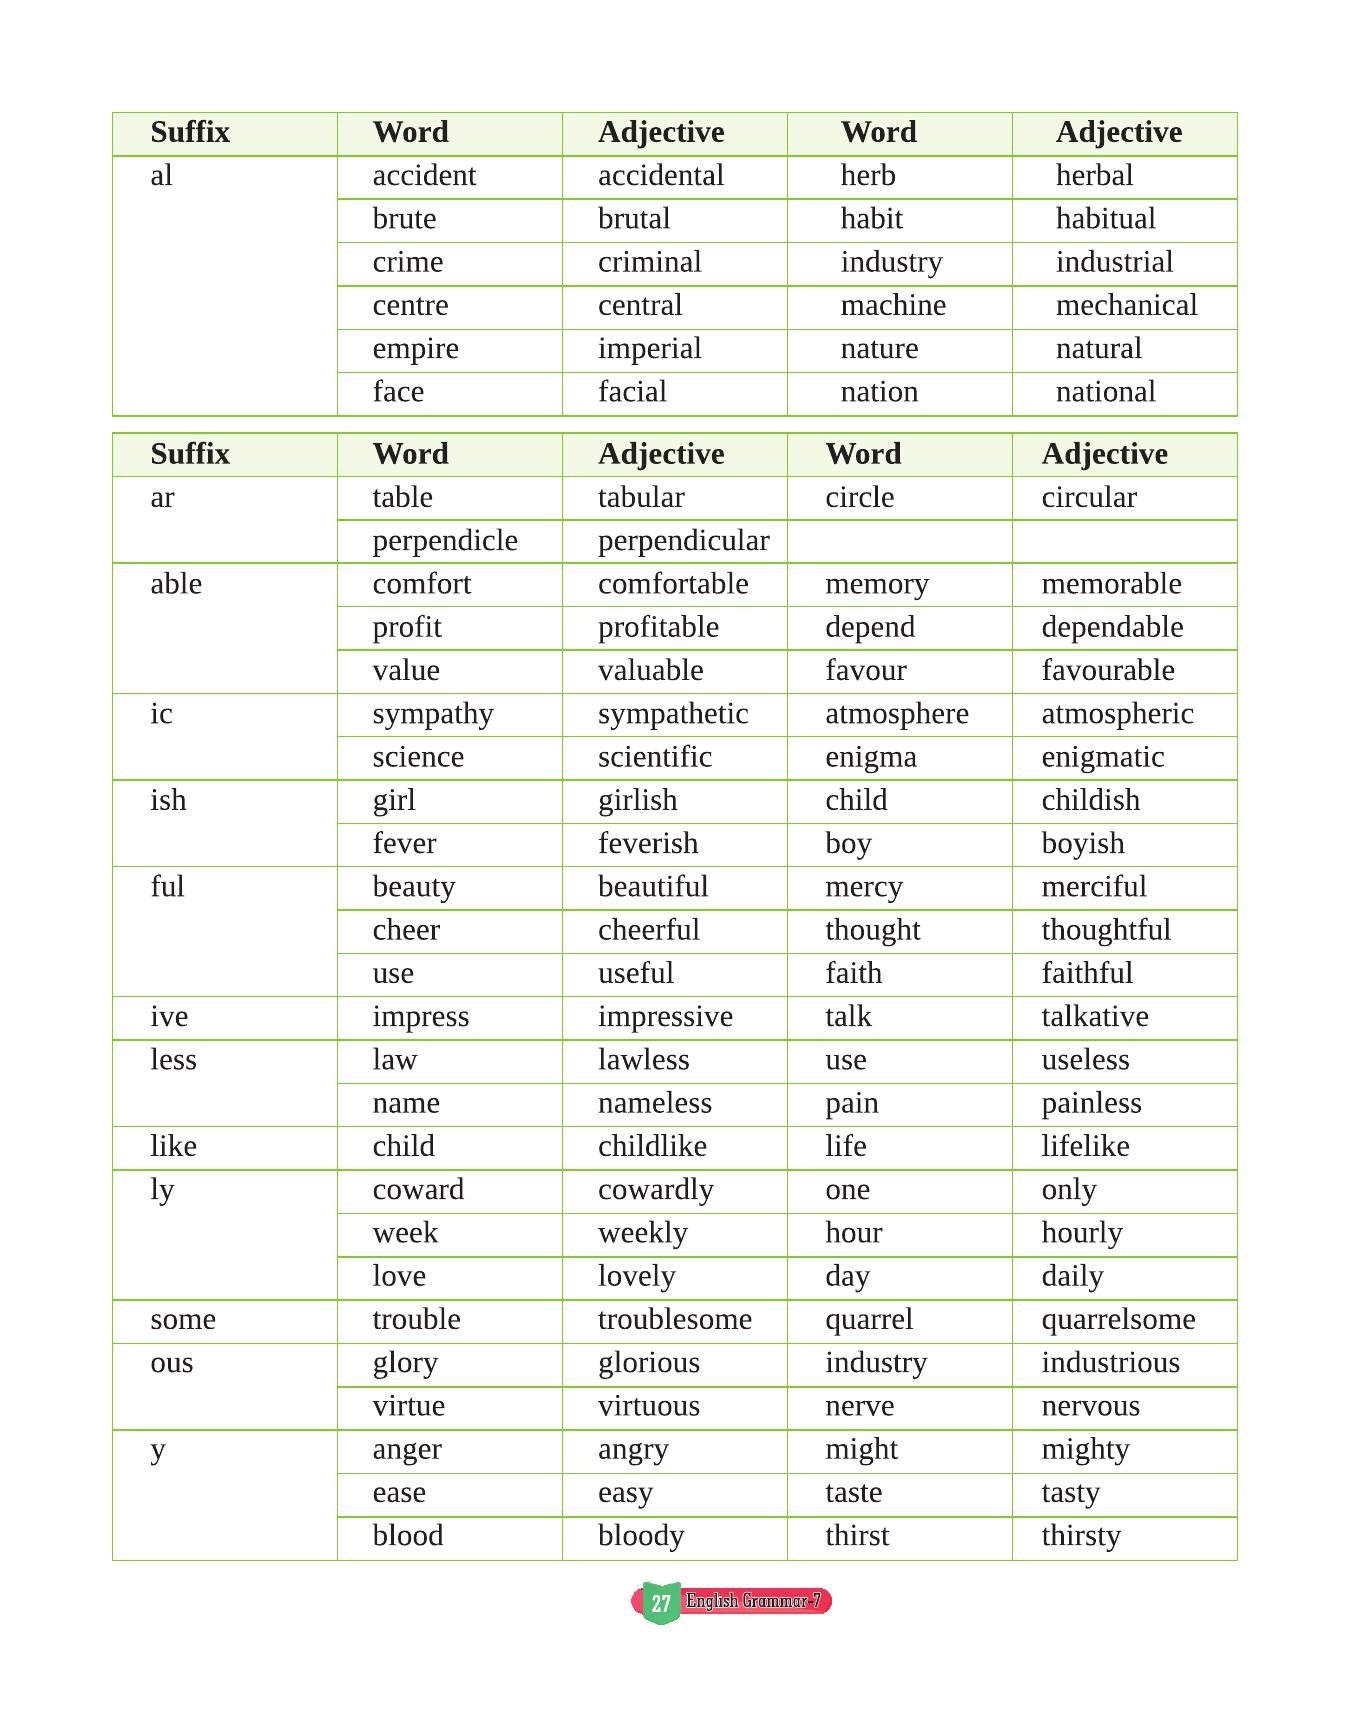 Suffix Word Adjective Word Adjective
al accident accidental herb herbal
brute brutal habit habitual
crime criminal industry industrial
centre central machine mechanical
empire imperial nature natural
face facial nation national
Suffix Word Adjective Word Adjective
ar table tabular circle circular
perpendicle perpendicular
able comfort comfortable memory memorable
profit profitable depend dependable
value valuable favour favourable
ic sympathy sympathetic atmosphere atmospheric
science scientific enigma enigmatic
ish girl girlish child childish
fever feverish boy boyish
ful beauty beautiful mercy merciful
cheer cheerful thought thoughtful
use useful faith faithful
ive impress impressive talk talkative
less law lawless use useless
name nameless pain painless
like child childlike life lifelike
ly coward cowardly one only
week weekly hour hourly
love lovely day daily
some trouble troublesome quarrel quarrelsome
ous glory glorious industry industrious
virtue virtuous nerve nervous
y anger angry might mighty
ease easy taste tasty
blood bloody thirst thirsty
27 English Grammar-7